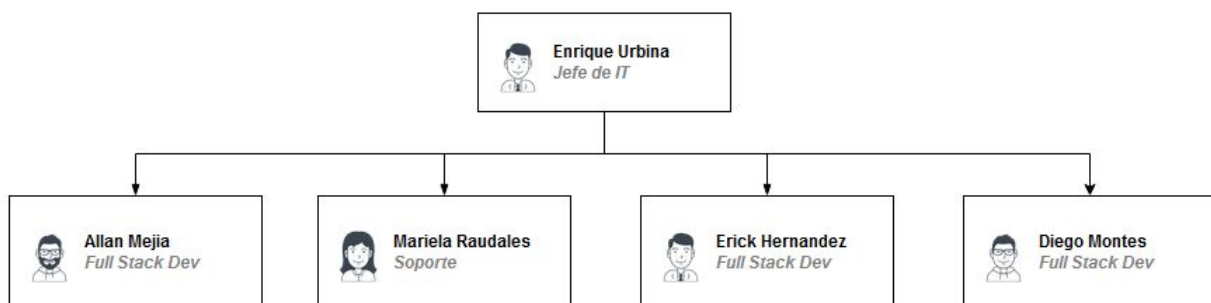 Enrique Urbina
Jefe de IT
Allan Mejia
Full Stack Dev
Mariela Raudales
Soporte
Erick Hernandez
Full Stack Dev
Diego Montes
Full Stack Dev